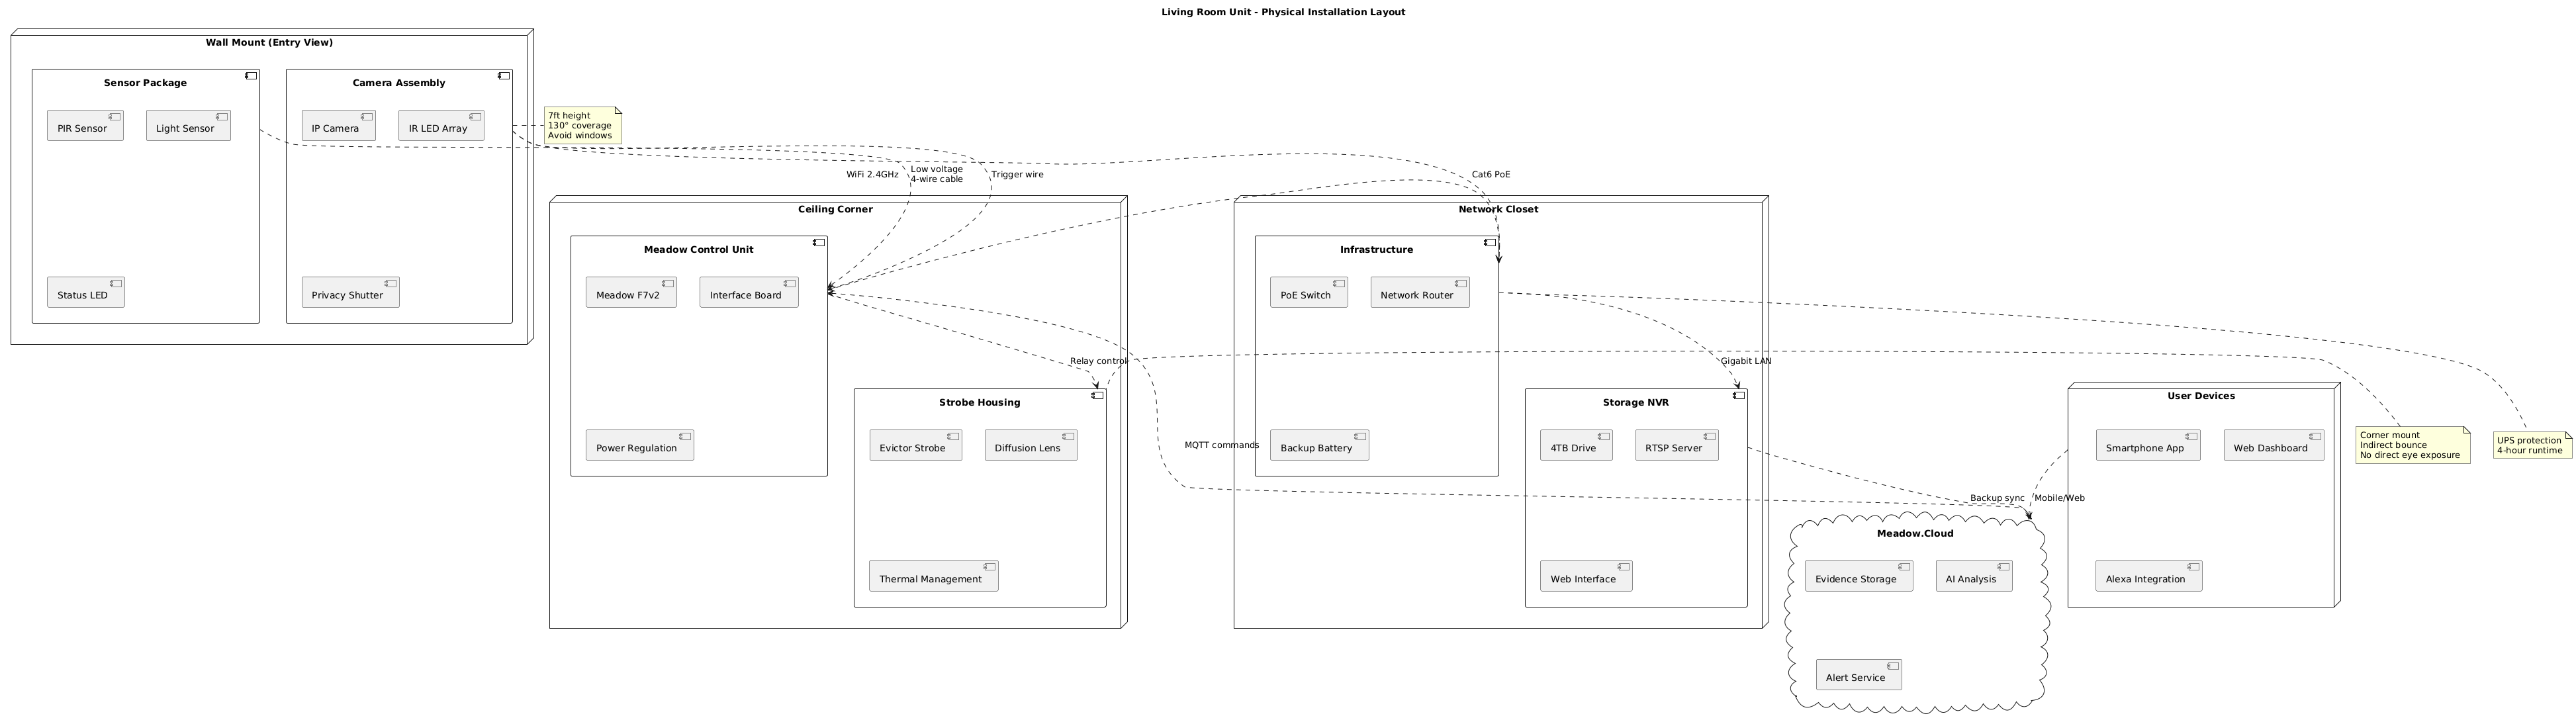 Living Room Unit - Physical Installation Layout
Wall Mount (Entry View)
Sensor Package
PIR Sensor
Light Sensor
Status LED
Camera Assembly
IP Camera
IR LED Array
Privacy Shutter
7ft height
130° coverage
Avoid windows
WiFi 2.4GHz
Low voltage
4-wire cable
Trigger wire
Cat6 PoE
Ceiling Corner
Meadow Control Unit
Meadow F7v2
Interface Board
Power Regulation
Relay control
Strobe Housing
Evictor Strobe
Diffusion Lens
Thermal Management
MQTT commands
Network Closet
Infrastructure
PoE Switch
Network Router
Backup Battery
Gigabit LAN
Storage NVR
4TB Drive
RTSP Server
Web Interface
Backup sync
Mobile/Web
Meadow.Cloud
Evidence Storage
AI Analysis
Alert Service
User Devices
Smartphone App
Web Dashboard
Alexa Integration
Corner mount
Indirect bounce
No direct eye exposure
UPS protection
4-hour runtime